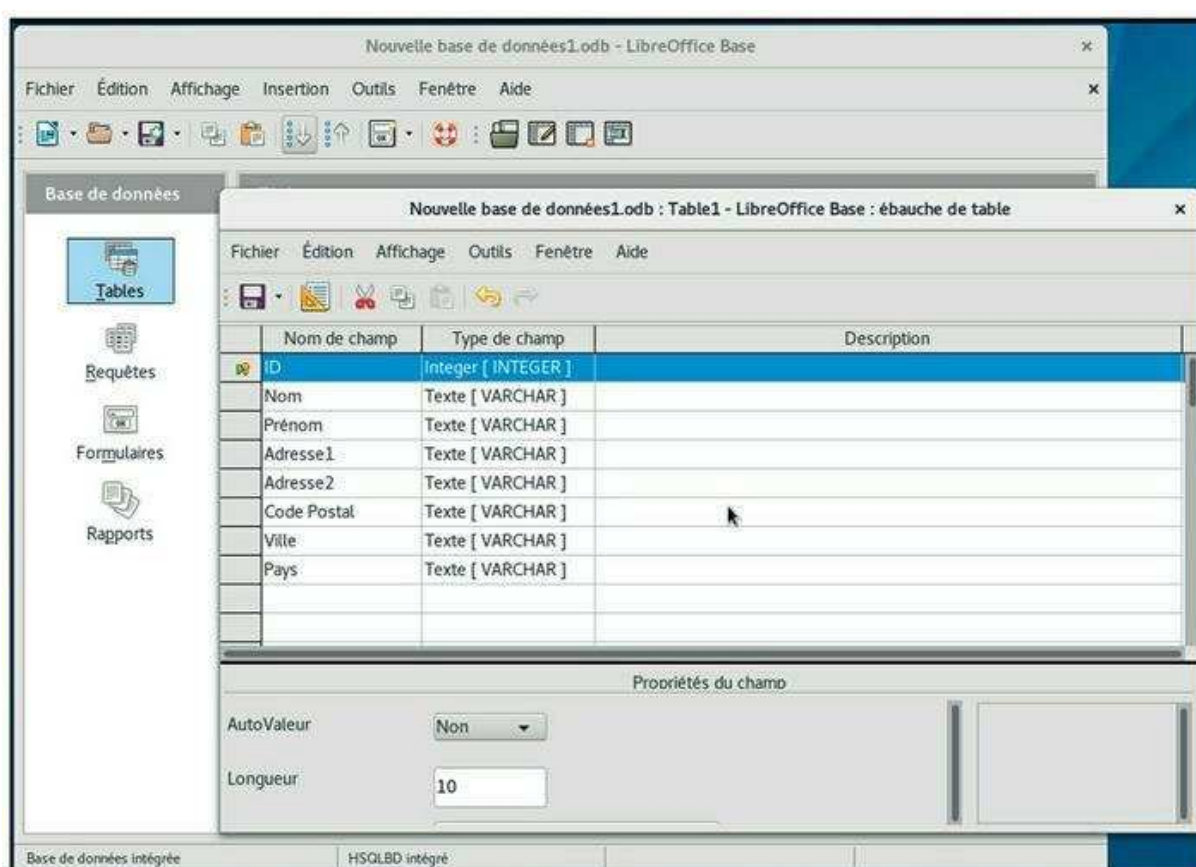 Nouvelle base de données1.odb - LibreOffice Base
Fichier Édition Affichage Insertion Outils Fenêtre Aide
Base de données
Nouvelle base de données1.odb : Table1 - LibreOffice Base : ébauche de table
Fichier Édition Affichage Outils Fenêtre Aide
Tables
Requêtes
Formulaires
Rapports
Nom de champ Type de champ Description
ID Integer [ INTEGER ]
Nom Texte [ VARCHAR ]
Prénom Texte [ VARCHAR ]
Adresse1 Texte [ VARCHAR ]
Adresse2 Texte [ VARCHAR ]
Code Postal Texte [ VARCHAR ]
Ville Texte [ VARCHAR ]
Pays Texte [ VARCHAR ]
Propriétés du champ
AutoValeur Non
Longueur 10
Base de données intégrée HSQLBD intégré